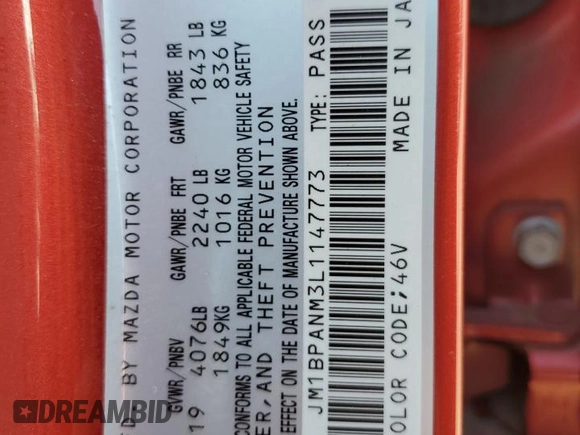 BY MAZDA MOTOR CORPORATION
GVWR/PNBV GAWR/PNBE FRT GAWR/PNBE RR
19 4076LB 2240 LB 1843 LB
1849KG 1016 KG 836 KG
CONFORMS TO ALL APPLICABLE FEDERAL MOTOR VEHICLE SAFETY
ER, AND THEFT PREVENTION
EFFECT ON THE DATE OF MANUFACTURE SHOWN ABOVE.
JM1BPANM3L1147773 TYPE: PASS
OLOR CODE;46V MADE IN JA
DREAMBID